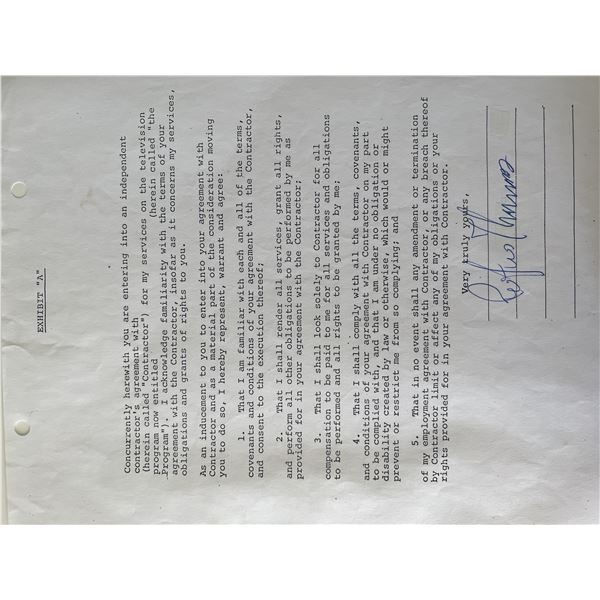 EXHIBIT "A"
Concurrently herewith you are entering into an independent
contractor's agreement with
(herein called "Contractor") for my services on the television
program now entitled (herein called "the
Program"). I acknowledge familiarity with the terms of your
agreement with the Contractor, insofar as it concerns my services,
obligations and grants of rights to you.
As an inducement to you to enter into your agreement with
Contractor and as a material part of the consideration moving
you to do so, I hereby represent, warrant and agree:
1. That I am familiar with each and all of the terms,
covenants and conditions of your agreement with the Contractor,
and consent to the execution thereof;
2. That I shall render all services, grant all rights,
and perform all other obligations to be performed by me as
provided for in your agreement with the Contractor;
3. That I shall look solely to Contractor for all
compensation to be paid to me for all services and obligations
to be performed and all rights to be granted by me;
4. That I shall comply with all the terms, covenants,
and conditions of your agreement with Contractor on my part
to be complied with, and that I am under no obligation or
disability created by law or otherwise, which would or might
prevent or restrict me from so complying; and
5. That in no event shall any amendment or termination
of my employment agreement with Contractor or any breach thereof
by Contractor limit or affect any of my obligations or your
rights provided for in your agreement with Contractor.
Very truly yours,
Rufus Thomas